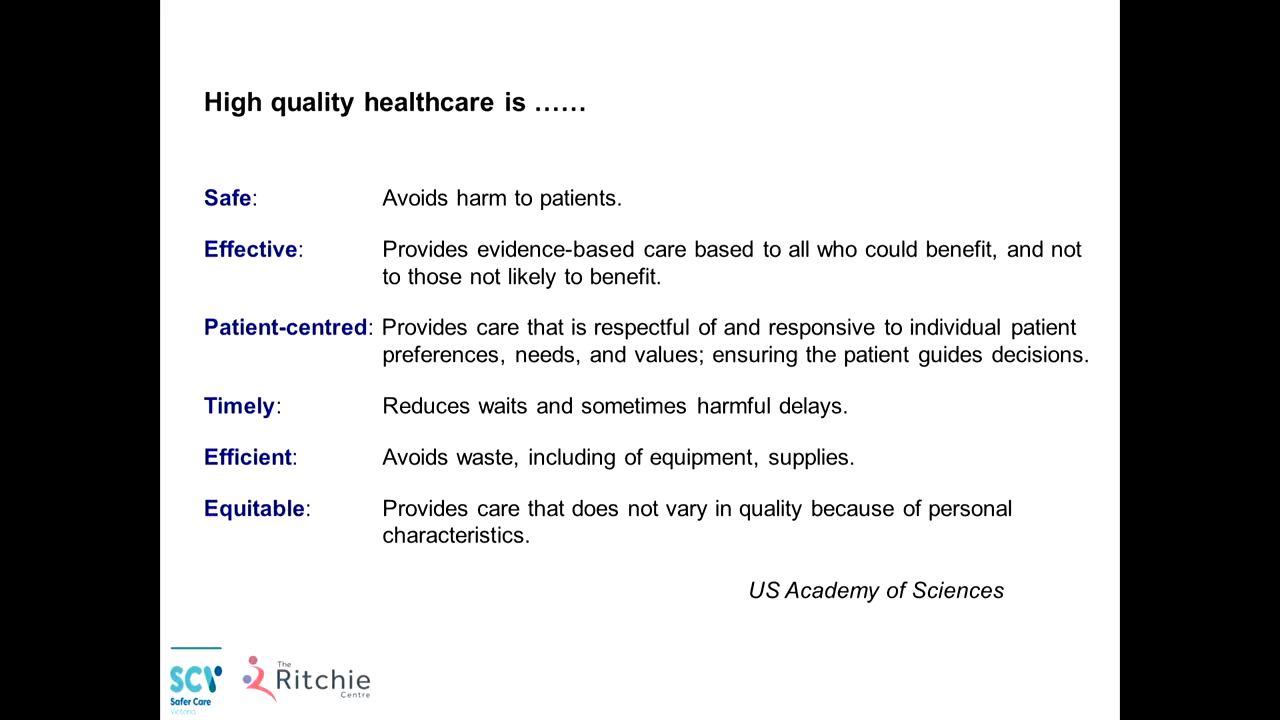 High quality healthcare is ……
Safe: Avoids harm to patients.
Effective: Provides evidence-based care based to all who could benefit, and not
to those not likely to benefit.
Patient-centred: Provides care that is respectful of and responsive to individual patient
preferences, needs, and values; ensuring the patient guides decisions.
Timely: Reduces waits and sometimes harmful delays.
Efficient: Avoids waste, including of equipment, supplies.
Equitable: Provides care that does not vary in quality because of personal
characteristics.
US Academy of Sciences
SCV
Safer Care
Victoria
The
Ritchie
Centre